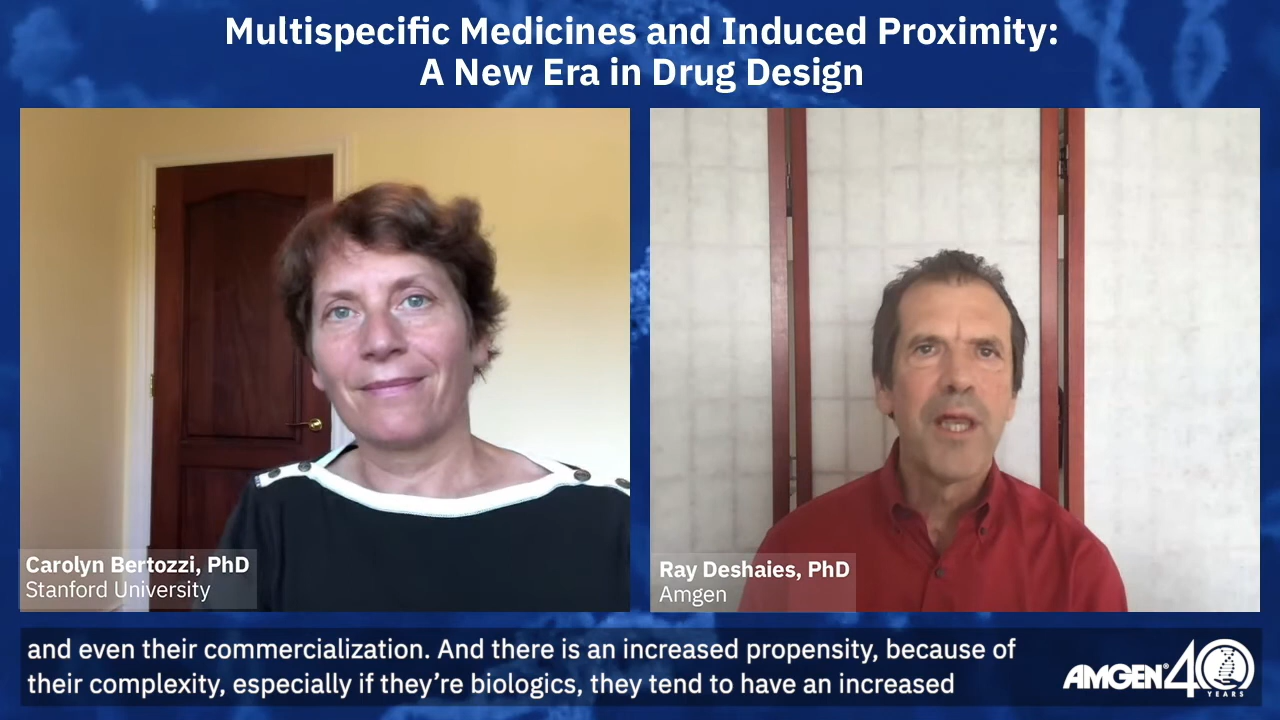 Multispecific Medicines and Induced Proximity:
A New Era in Drug Design
Carolyn Bertozzi, PhD
Stanford University
Ray Deshaies, PhD
Amgen
and even their commercialization. And there is an increased propensity, because of
their complexity, especially if they’re biologics, they tend to have an increased
AMGEN® 40
YEARS